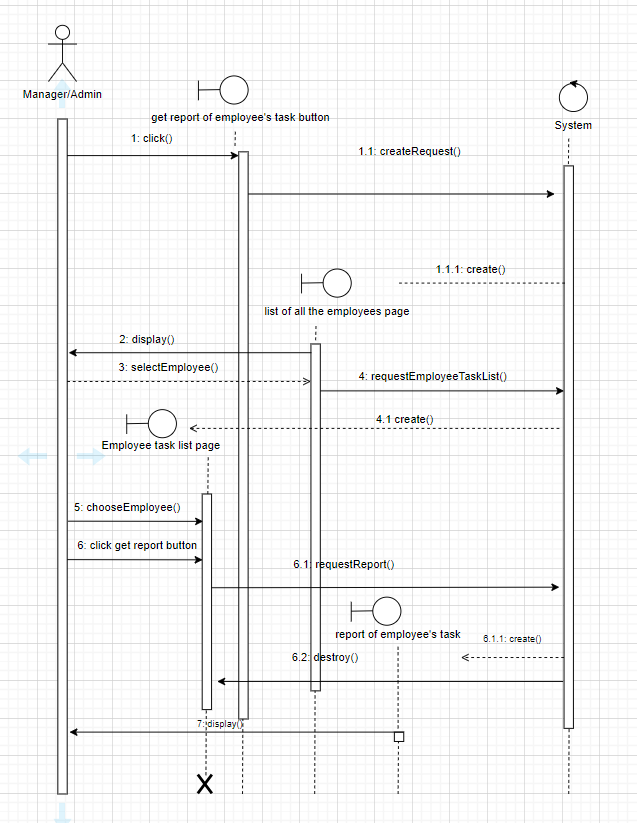 Manager/Admin
get report of employee's task button
System
1: click()
1.1: createRequest()
1.1.1: create()
list of all the employees page
2: display()
3: selectEmployee()
4: requestEmployeeTaskList()
4.1 create()
Employee task list page
5: chooseEmployee()
6: click get report button
6.1: requestReport()
report of employee's task
6.1.1: create()
6.2: destroy()
7: display()